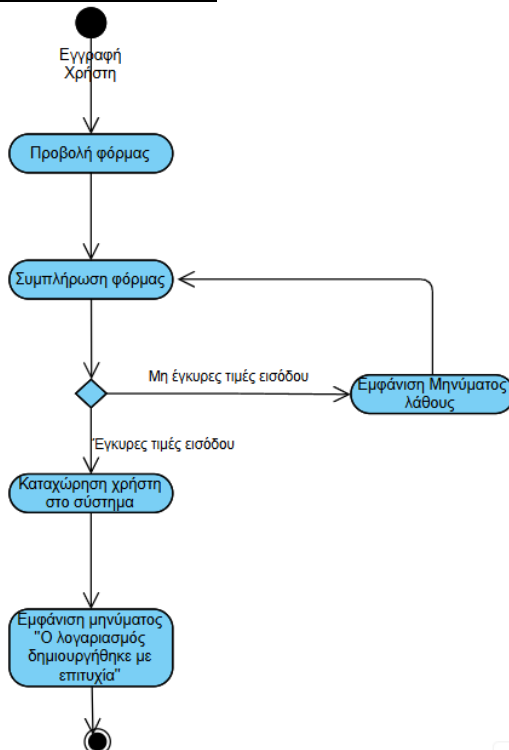 Εγγραφή
Χρήστη
Προβολή φόρμας
Συμπλήρωση φόρμας
Μη έγκυρες τιμές εισόδου
Εμφάνιση Μηνύματος
λάθους
Έγκυρες τιμές εισόδου
Καταχώρηση χρήστη
στο σύστημα
Εμφάνιση μηνύματος
"Ο λογαριασμός
δημιουργήθηκε με
επιτυχία"